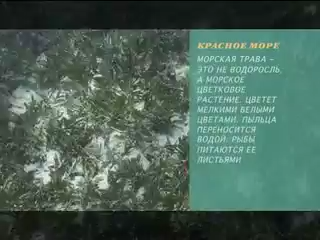 КРАСНОЕ МОРЕ
МОРСКАЯ ТРАВА –
ЭТО НЕ ВОДОРОСЛЬ,
А МОРСКОЕ
ЦВЕТКОВОЕ
РАСТЕНИЕ. ЦВЕТЕТ
МЕЛКИМИ БЕЛЫМИ
ЦВЕТАМИ. ПЫЛЬЦА
ПЕРЕНОСИТСЯ
ВОДОЙ. РЫБЫ
ПИТАЮТСЯ ЕЕ
ЛИСТЬЯМИ